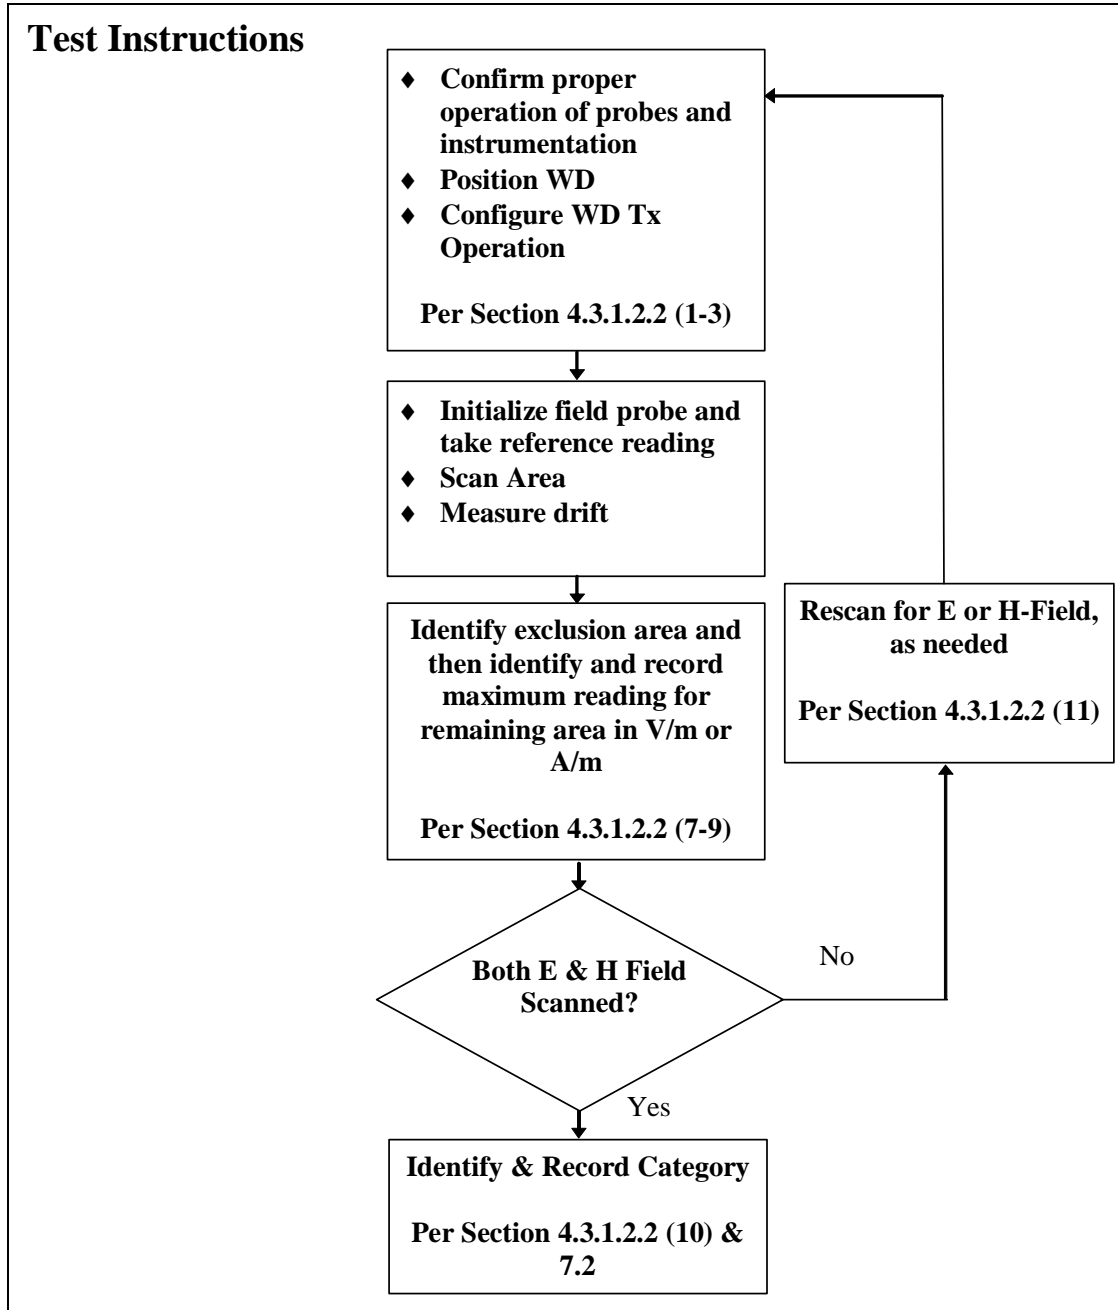 Test Instructions
♦ Confirm proper
operation of probes and
instrumentation
♦ Position WD
♦ Configure WD Tx
Operation
Per Section 4.3.1.2.2 (1-3)
♦ Initialize field probe and
take reference reading
♦ Scan Area
♦ Measure drift
Identify exclusion area and
then identify and record
maximum reading for
remaining area in V/m or
A/m
Per Section 4.3.1.2.2 (7-9)
Rescan for E or H-Field,
as needed
Per Section 4.3.1.2.2 (11)
Both E & H Field
Scanned?
No
Yes
Identify & Record Category
Per Section 4.3.1.2.2 (10) &
7.2